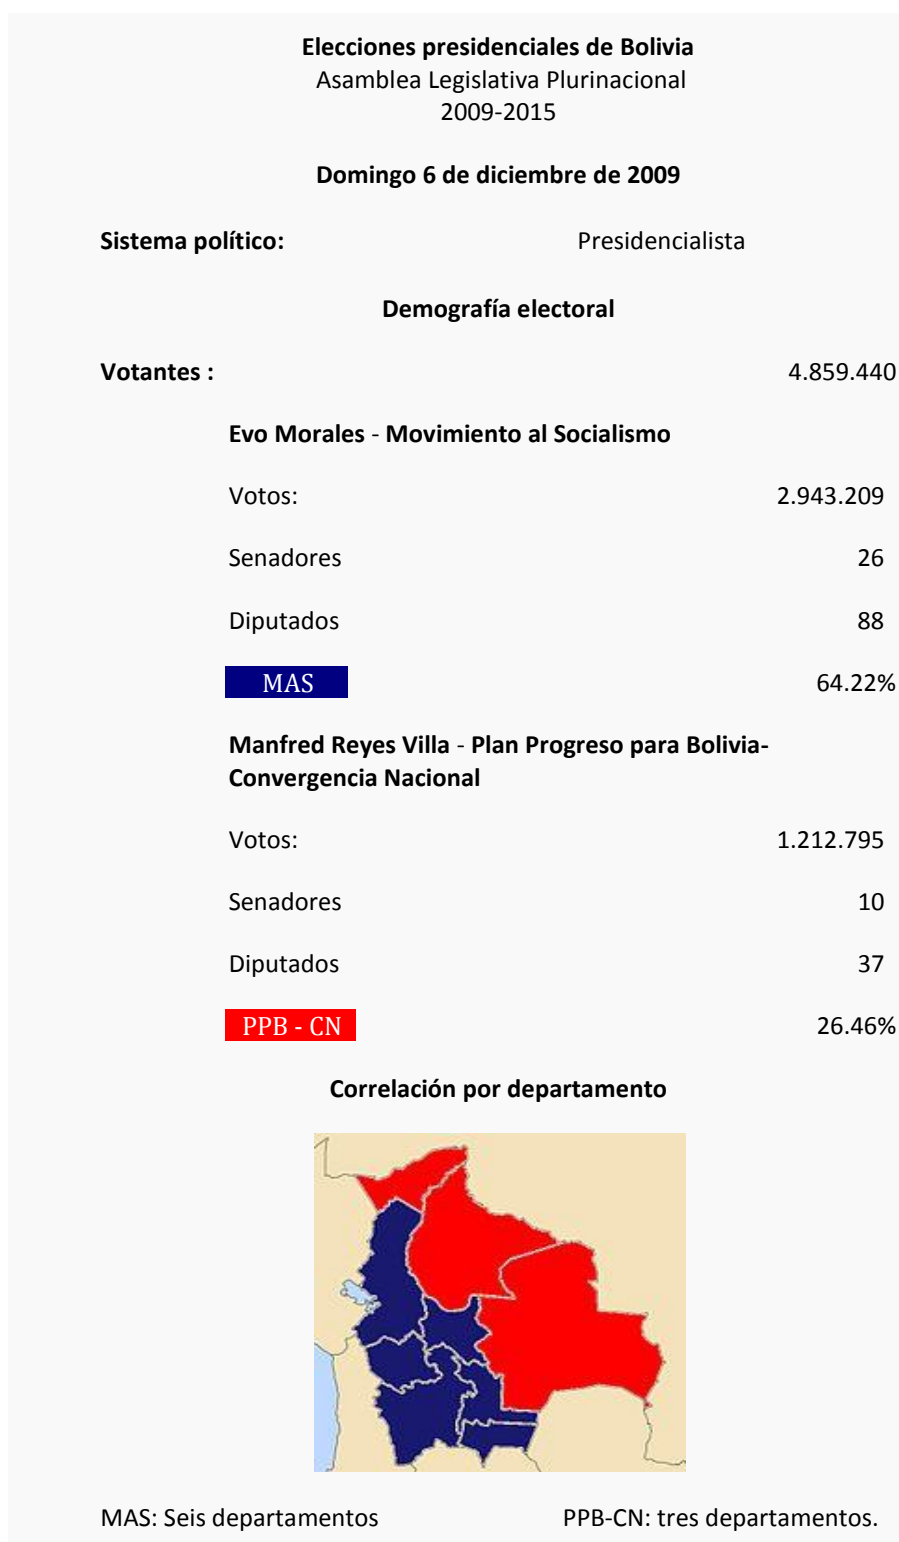 Elecciones presidenciales de Bolivia
Asamblea Legislativa Plurinacional
2009-2015
Domingo 6 de diciembre de 2009
Sistema político: Presidencialista
Demografía electoral
Votantes : 4.859.440
Evo Morales - Movimiento al Socialismo
Votos: 2.943.209
Senadores 26
Diputados 88
MAS 64.22%
Manfred Reyes Villa - Plan Progreso para Bolivia-
Convergencia Nacional
Votos: 1.212.795
Senadores 10
Diputados 37
PPB - CN 26.46%
Correlación por departamento
MAS: Seis departamentos PPB-CN: tres departamentos.